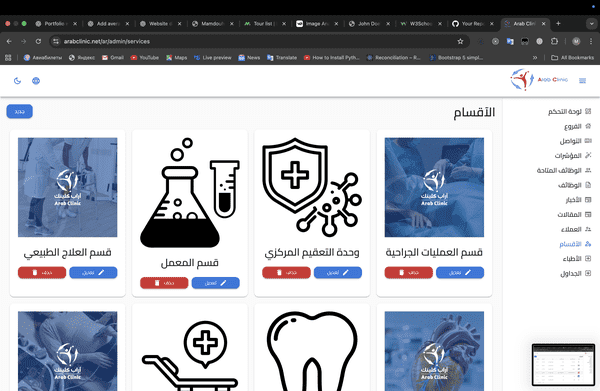 Portfolio
Add aver
Website
Mamdouh
Tour list
Image An
John Don
W3Schoo
Your Rep
Arab Clinic
arabclinic.net/ar/admin/services
Авиабилеты
Яндекс
Gmail
YouTube
Maps
Live preview
News
Translate
How to Install Pyth...
Reconciliation – R...
Bootstrap 5 simpl...
All Bookmarks
ARAB CLINIC
جديد
الأقسام
لوحة التحكم
الفروع
التواصل
المؤشرات
الوظائف المتاحة
الوظائف
الأخبار
المقالات
العملاء
الأقسام
الأطباء
الجداول
آراب كلينك
Arab Clinic
آراب كلينك
Arab Clinic
قسم العمليات الجراحية
وحدة التعقيم المركزي
قسم المعمل
قسم العلاج الطبيعي
تعديل
حذف
تعديل
حذف
تعديل
حذف
تعديل
حذف
آراب كلينك
Arab Clinic
آراب كلينك
Arab Clinic